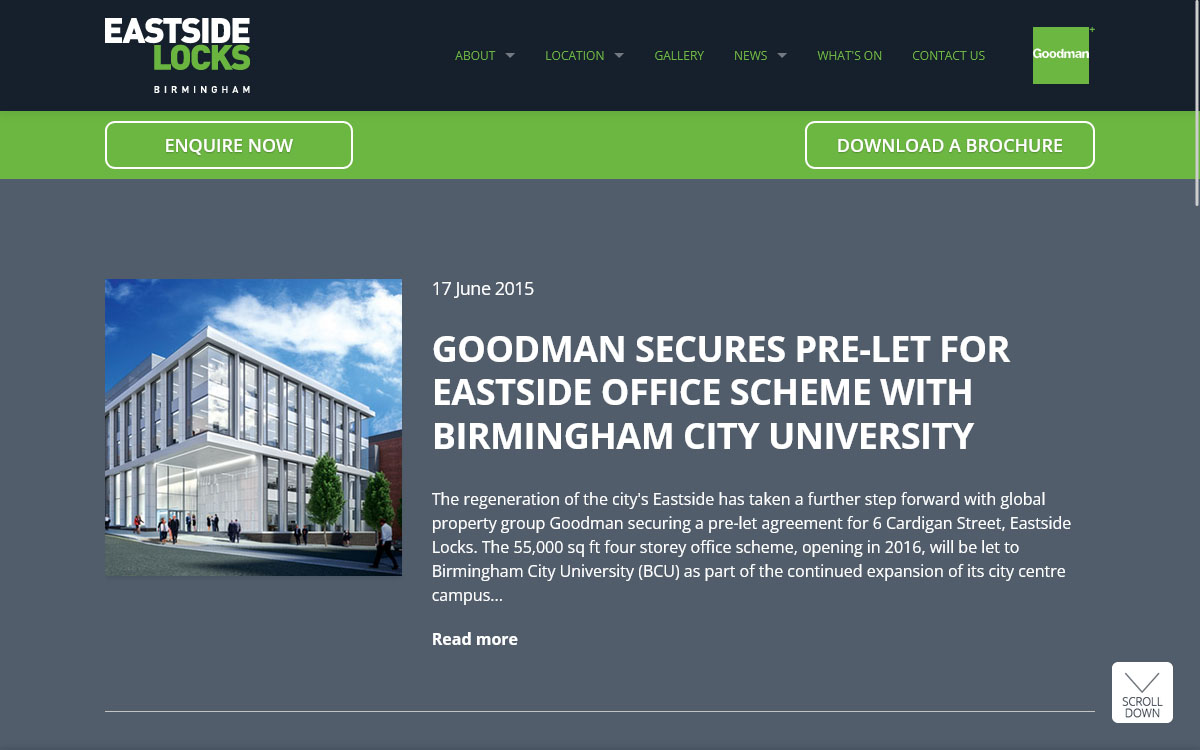 EASTSIDE
LOCKS
BIRMINGHAM
ABOUT
LOCATION
GALLERY
NEWS
WHAT'S ON
CONTACT US
Goodman
+
ENQUIRE NOW
DOWNLOAD A BROCHURE
17 June 2015
GOODMAN SECURES PRE-LET FOR
EASTSIDE OFFICE SCHEME WITH
BIRMINGHAM CITY UNIVERSITY
The regeneration of the city's Eastside has taken a further step forward with global
property group Goodman securing a pre-let agreement for 6 Cardigan Street, Eastside
Locks. The 55,000 sq ft four storey office scheme, opening in 2016, will be let to
Birmingham City University (BCU) as part of the continued expansion of its city centre
campus...
Read more
SCROLL
DOWN